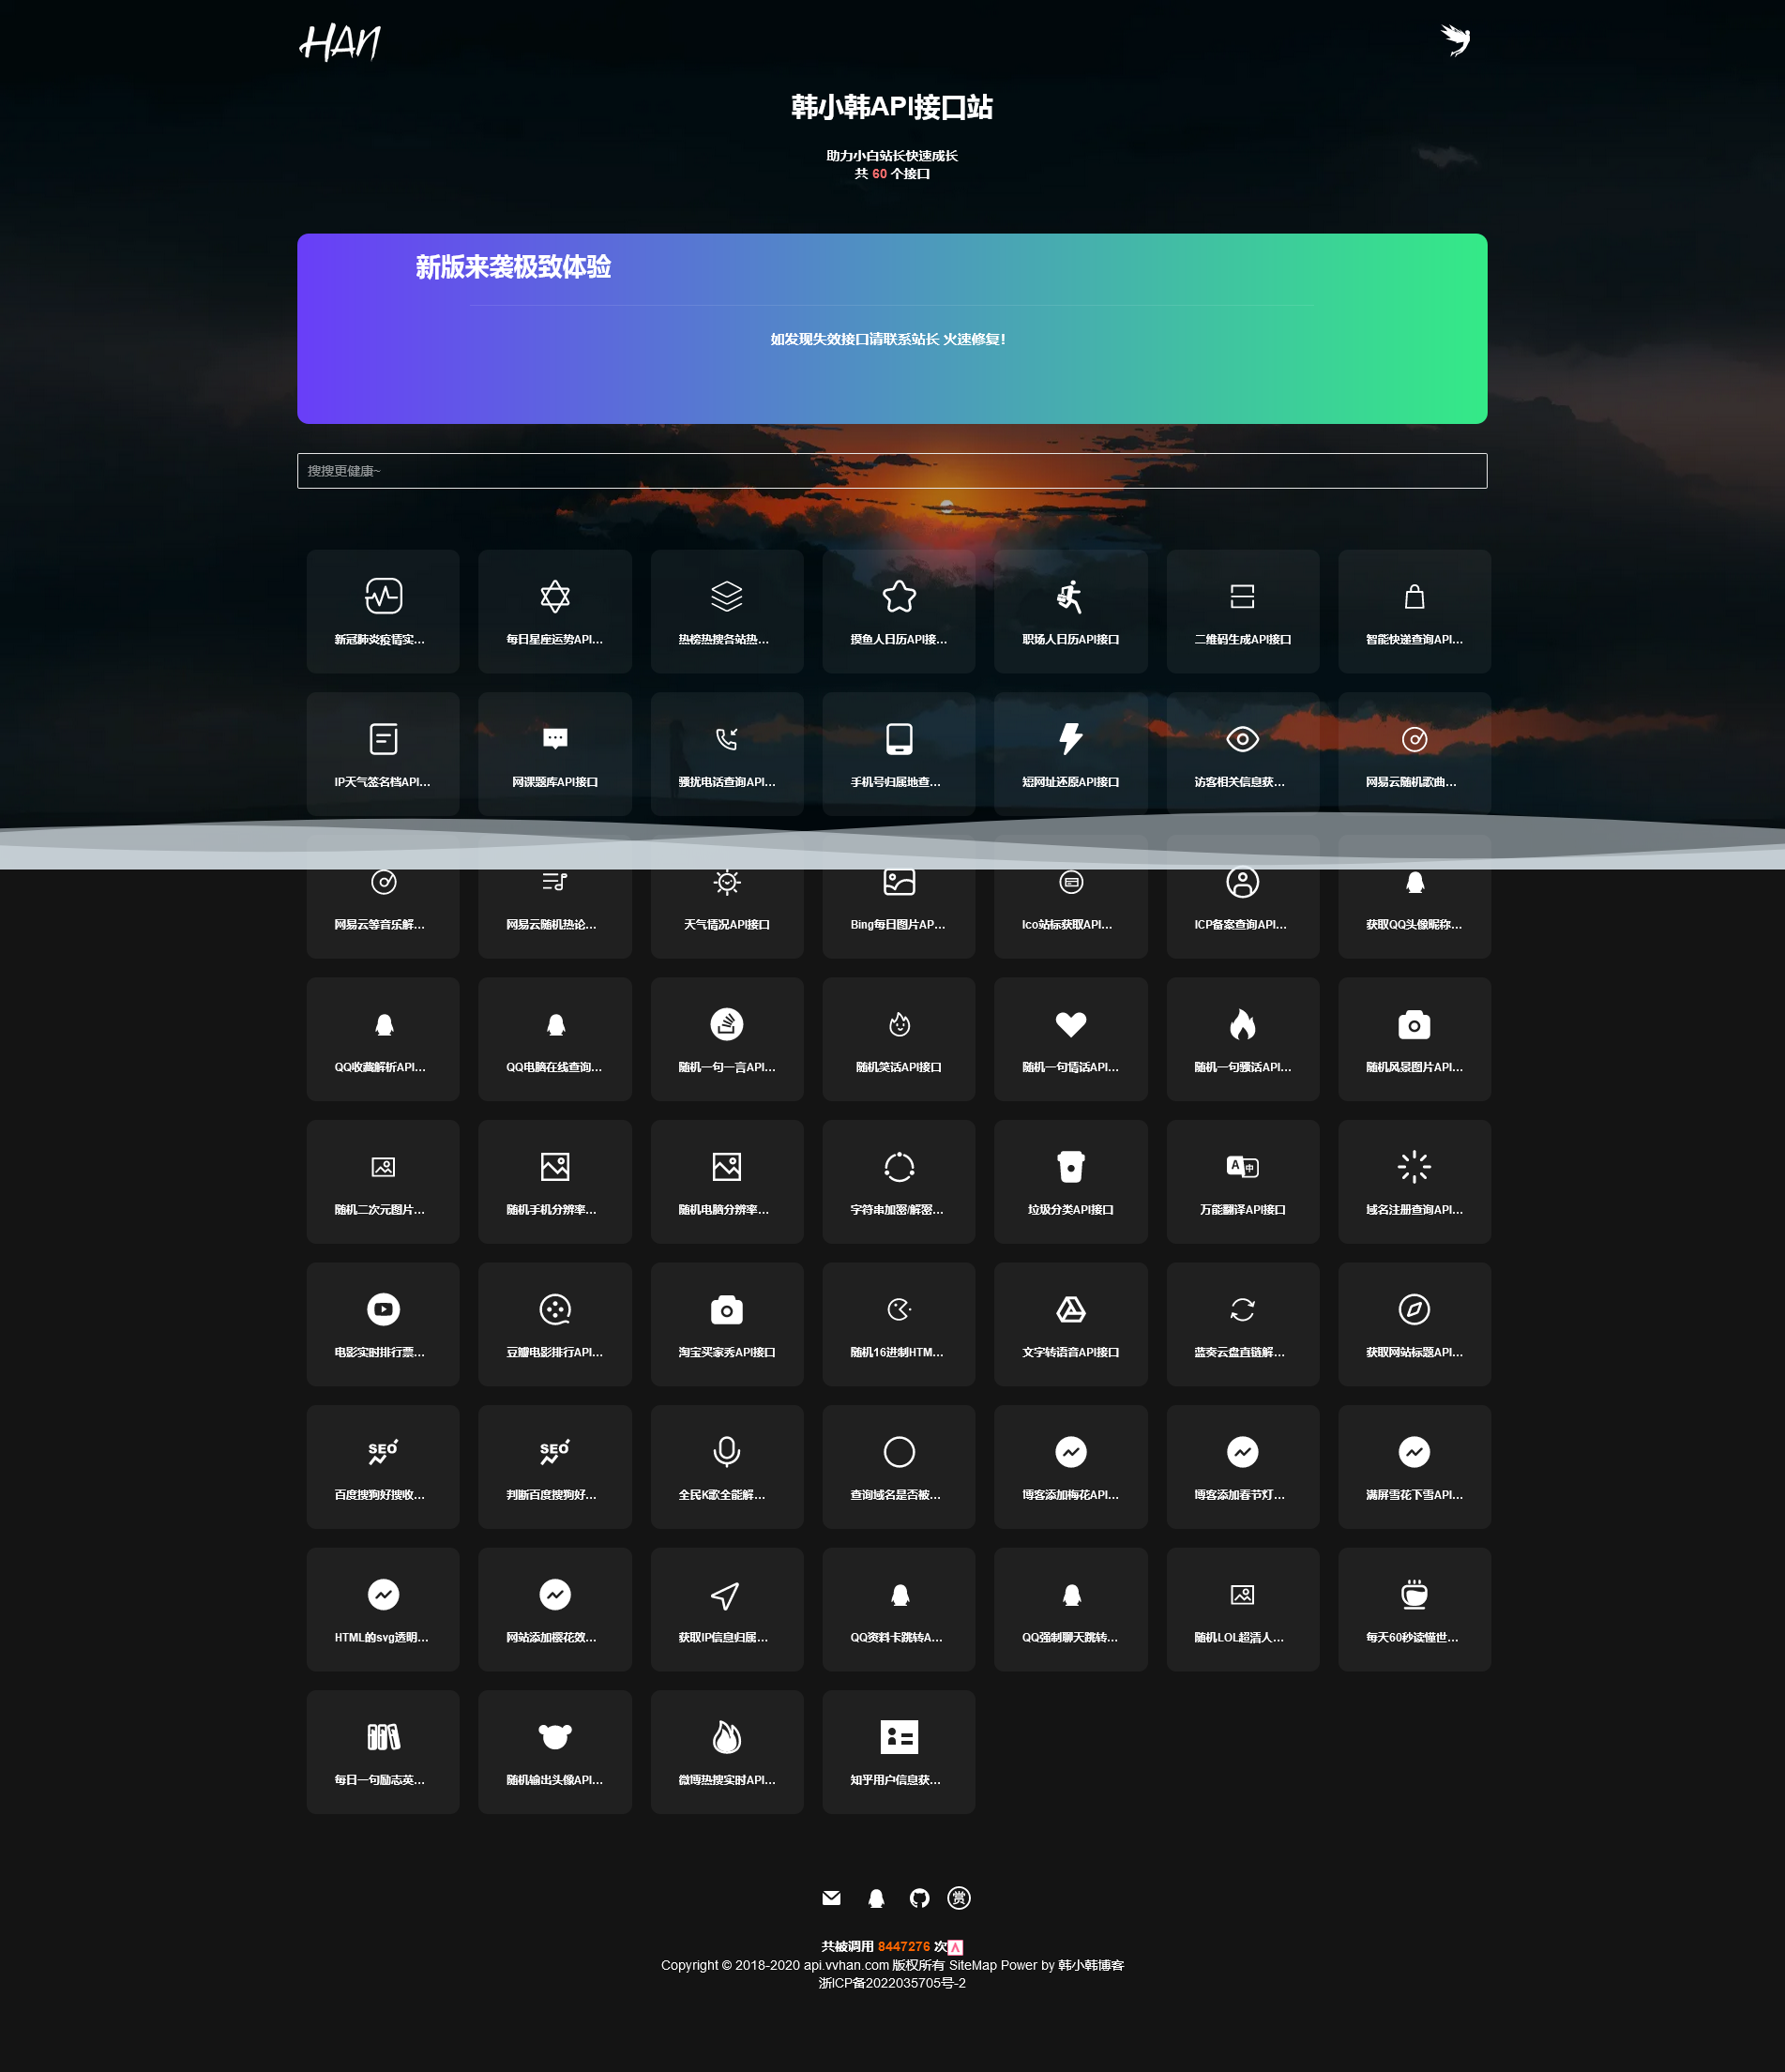 HAN
韩小韩API接口站
助力小白站长快速成长
共 60 个接口
新版来袭极致体验
如发现失效接口请联系站长 火速修复!
搜搜更健康~
新冠肺炎疫情实...
每日星座运势API...
热榜热搜各站热...
摸鱼人日历API接...
职场人日历API接口
二维码生成API接口
智能快递查询API...
IP天气签名档API...
网课题库API接口
骚扰电话查询API...
手机号归属地查...
短网址还原API接口
访客相关信息获...
网易云随机歌曲...
网易云等音乐解...
网易云随机热论...
天气情况API接口
Bing每日图片AP...
Ico站标获取API...
ICP备案查询API...
获取QQ头像昵称...
QQ收藏解析API...
QQ电脑在线查询...
随机一句一言API...
随机笑话API接口
随机一句情话API...
随机一句骚话API...
随机风景图片API...
随机二次元图片...
随机手机分辨率...
随机电脑分辨率...
字符串加密/解密...
垃圾分类API接口
A 中
万能翻译API接口
域名注册查询API...
电影实时排行票...
豆瓣电影排行API...
淘宝买家秀API接口
随机16进制HTM...
文字转语音API接口
蓝奏云盘直链解...
获取网站标题API...
SEO
百度搜狗好搜收...
SEO
判断百度搜狗好...
全民K歌全能解...
查询域名是否被...
博客添加梅花API...
博客添加春节灯...
满屏雪花下雪API...
HTML的svg透明...
网站添加樱花效...
获取IP信息归属...
QQ资料卡跳转A...
QQ强制聊天跳转...
随机LOL超清人...
每天60秒读懂世...
每日一句励志英...
随机输出头像API...
微博热搜实时API...
知乎用户信息获...
赏
共被调用 8447276 次
Copyright © 2018-2020 api.vvhan.com 版权所有 SiteMap Power by 韩小韩博客
浙ICP备2022035705号-2